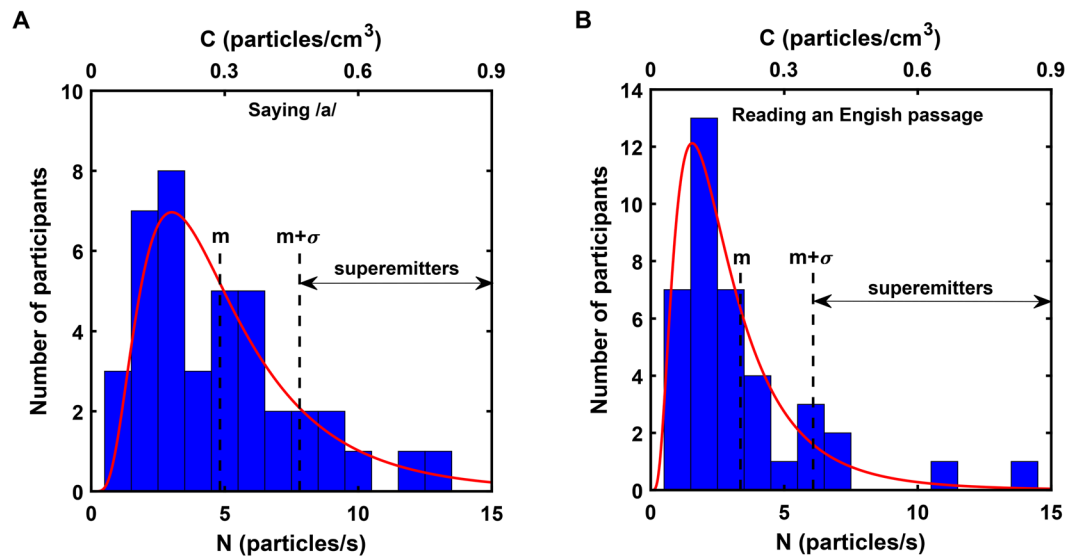 A
C (particles/cm³)
0 0.3 0.6 0.9
10
8
6
4
2
0
Number of participants
Saying /a/
m
m+σ
superemitters
0 5 10 15
N (particles/s)
B
C (particles/cm³)
0 0.3 0.6 0.9
14
12
10
8
6
4
2
0
Number of participants
Reading an Engish passage
m
m+σ
superemitters
0 5 10 15
N (particles/s)